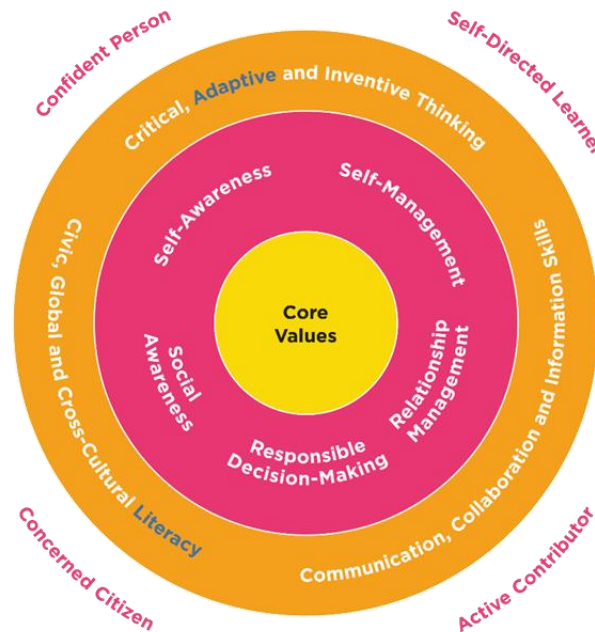 Confident Person
Self-Directed Learner
Critical, Adaptive and Inventive Thinking
Self-Awareness
Self-Management
Civic, Global and Cross-Cultural Literacy
Communication, Collaboration and Information Skills
Core
Values
Social
Awareness
Relationship
Management
Responsible
Decision-Making
Concerned Citizen
Active Contributor